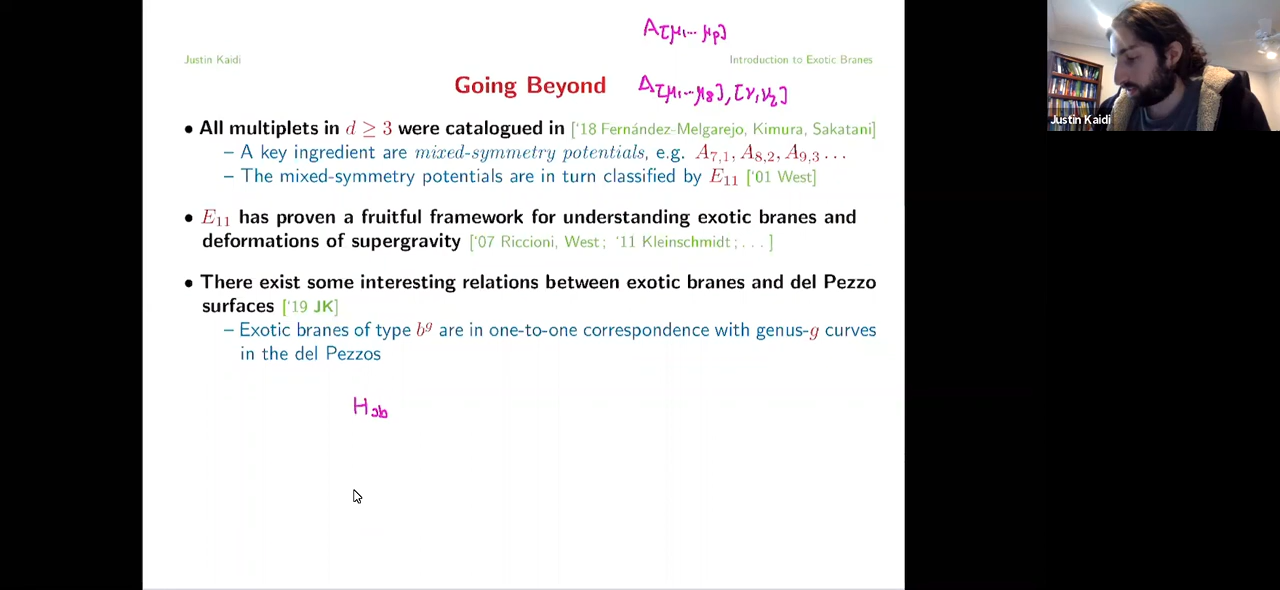 A[μ₁...μₚ]
Justin Kaidi
Introduction to Exotic Branes
Going Beyond
A[μ₁...μ₈],[ν₁ν₂]
• All multiplets in d ≥ 3 were catalogued in ['18 Fernández-Melgarejo, Kimura, Sakatani]
– A key ingredient are mixed-symmetry potentials, e.g. A₇,₁, A₈,₂, A₉,₃ ...
– The mixed-symmetry potentials are in turn classified by E₁₁ ['01 West]
• E₁₁ has proven a fruitful framework for understanding exotic branes and
deformations of supergravity ['07 Riccioni, West; '11 Kleinschmidt; ...]
• There exist some interesting relations between exotic branes and del Pezzo
surfaces ['19 JK]
– Exotic branes of type bᵍ are in one-to-one correspondence with genus-g curves
in the del Pezzos
Justin Kaidi